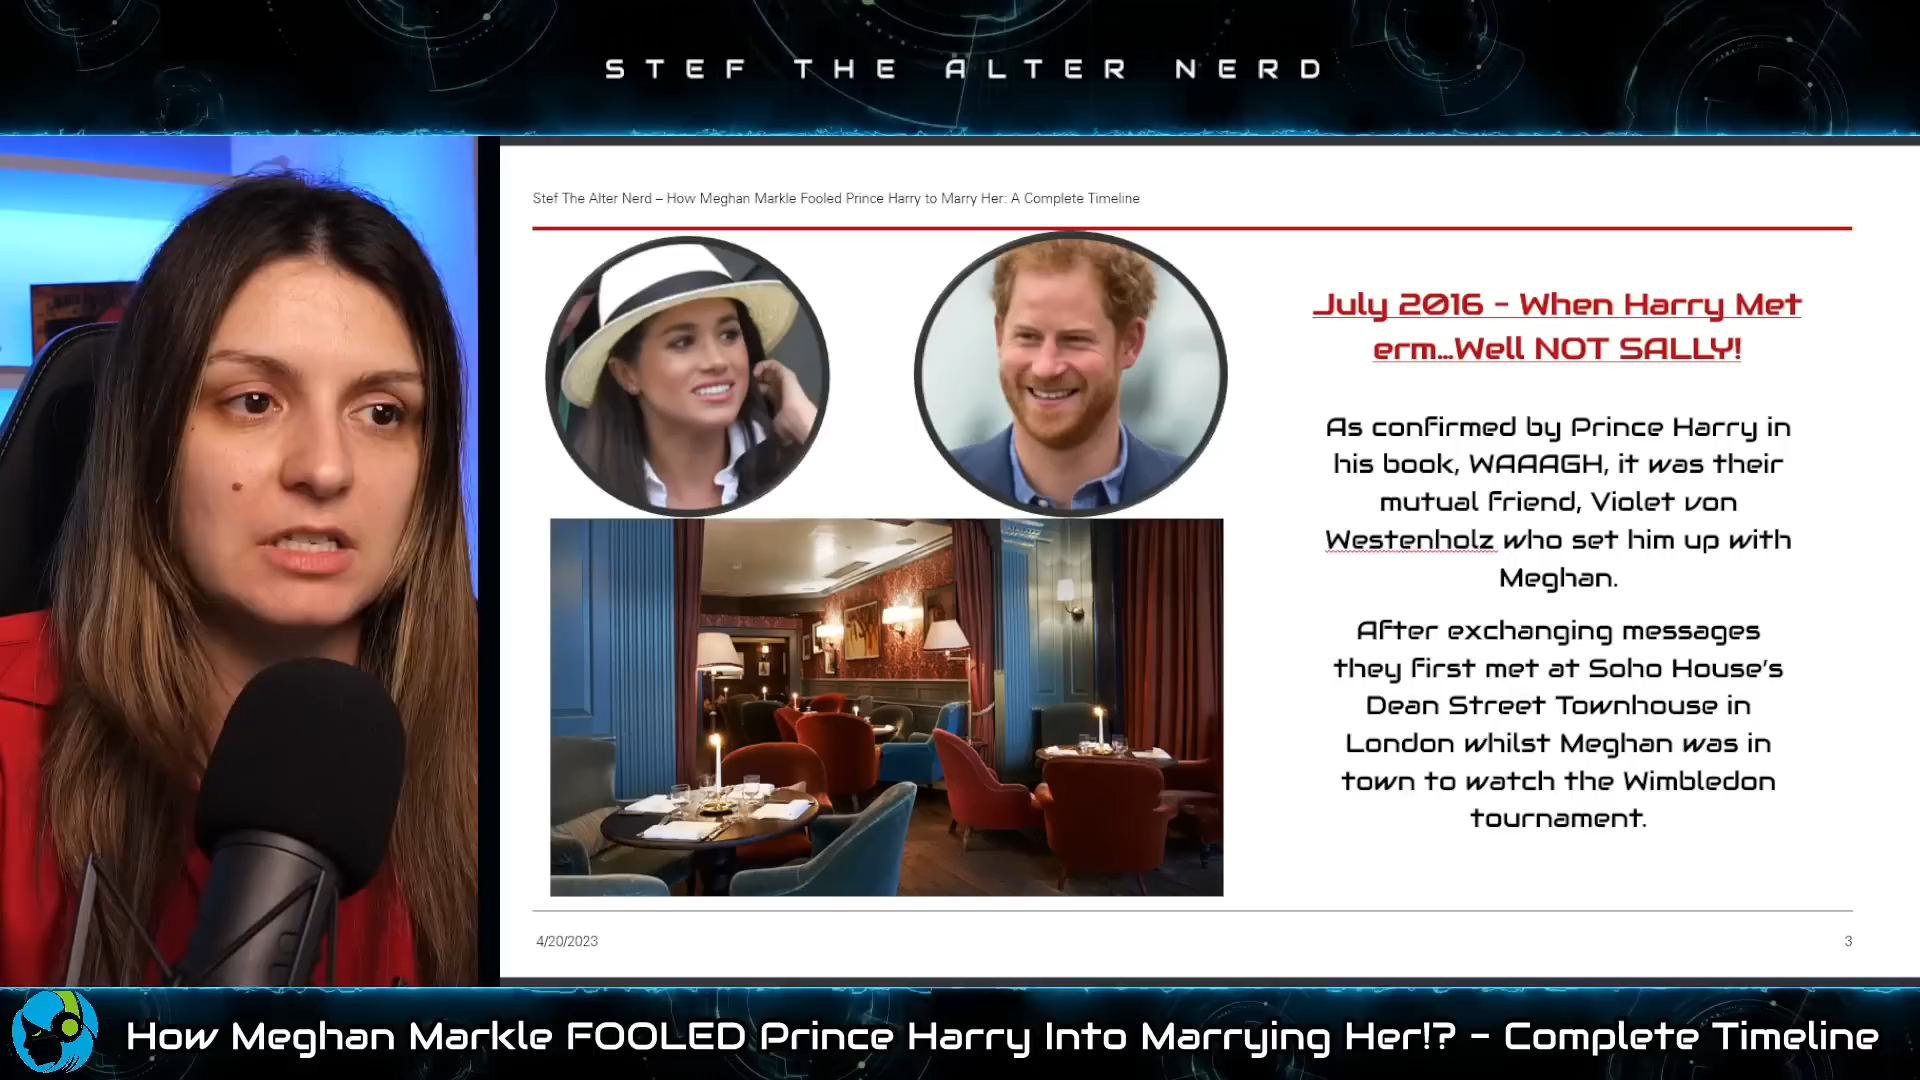 STEF THE ALTER NERD
Stef The Alter Nerd – How Meghan Markle Fooled Prince Harry to Marry Her: A Complete Timeline
July 2016 – When Harry Met
erm...Well NOT SALLY!
As confirmed by Prince Harry in
his book, WAAAGH, it was their
mutual friend, Violet von
Westenholz who set him up with
Meghan.
After exchanging messages
they first met at Soho House's
Dean Street Townhouse in
London whilst Meghan was in
town to watch the Wimbledon
tournament.
4/20/2023
3
How Meghan Markle FOOLED Prince Harry Into Marrying Her!? - Complete Timeline